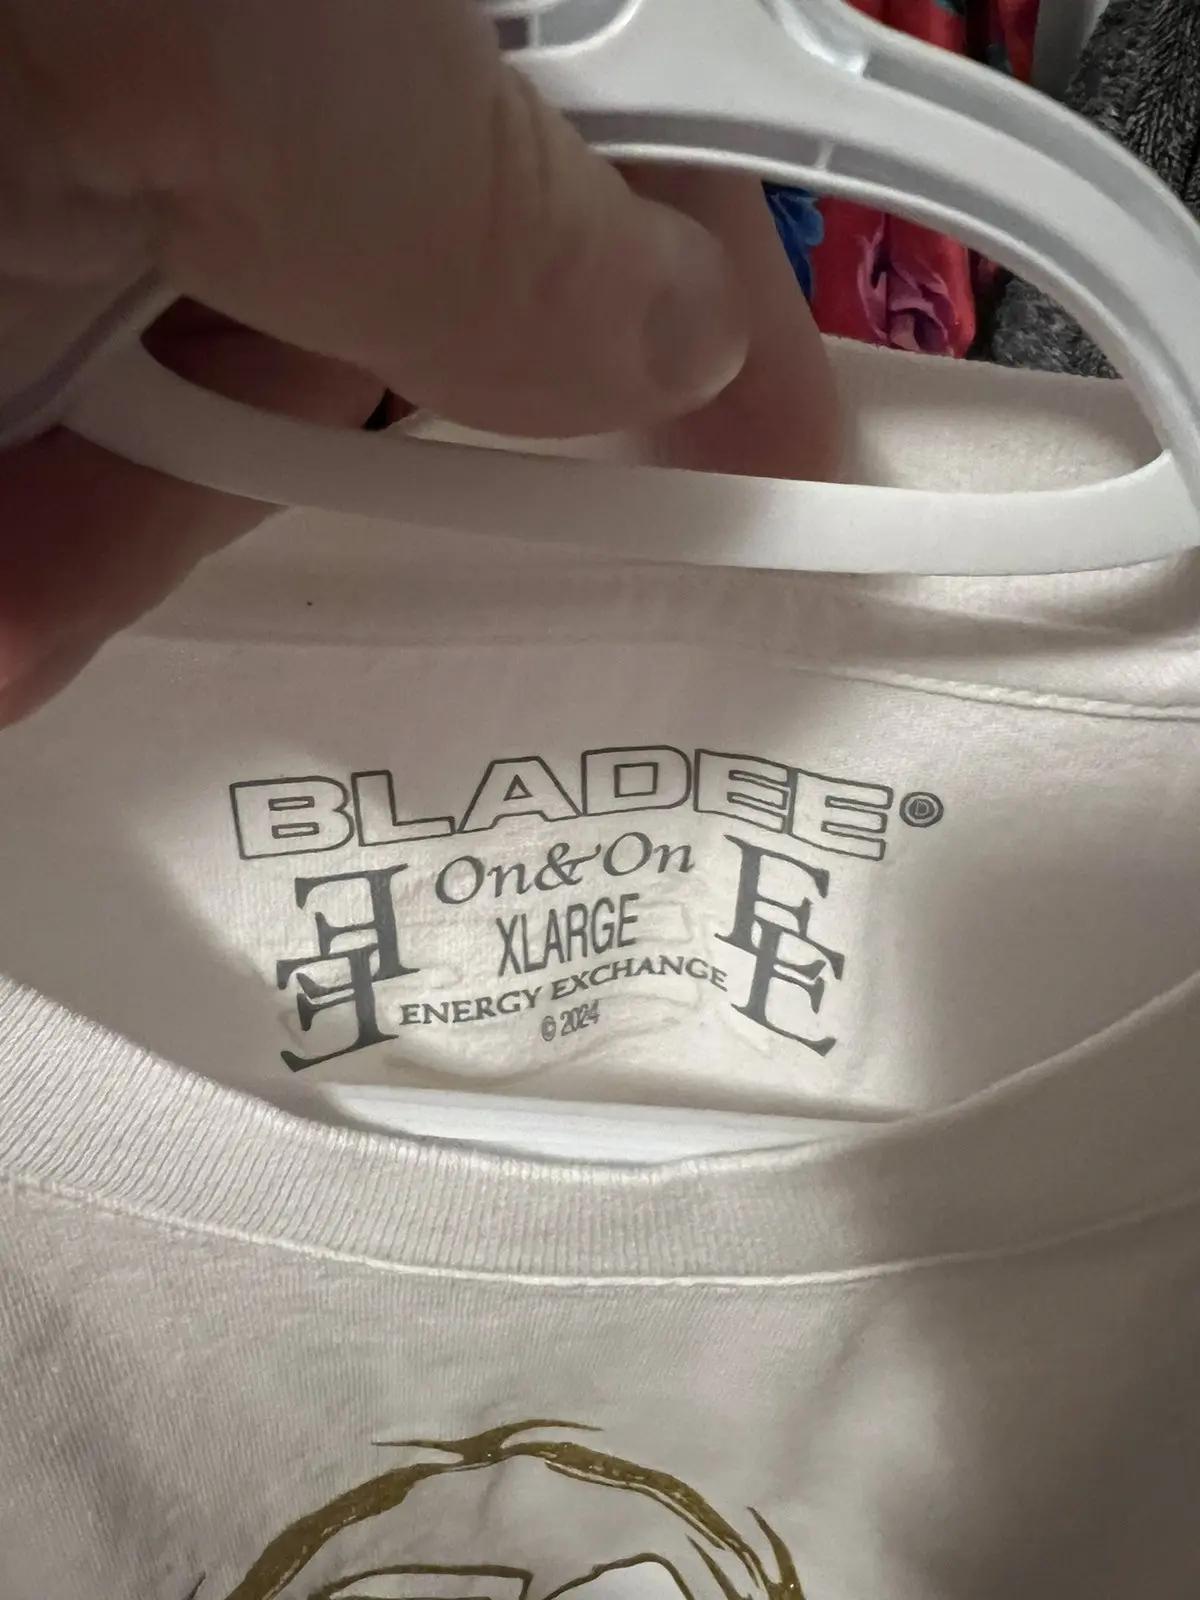 BLADEE Ⓓ
On & On
XLARGE
ENERGY EXCHANGE
© 2024
E E
E E